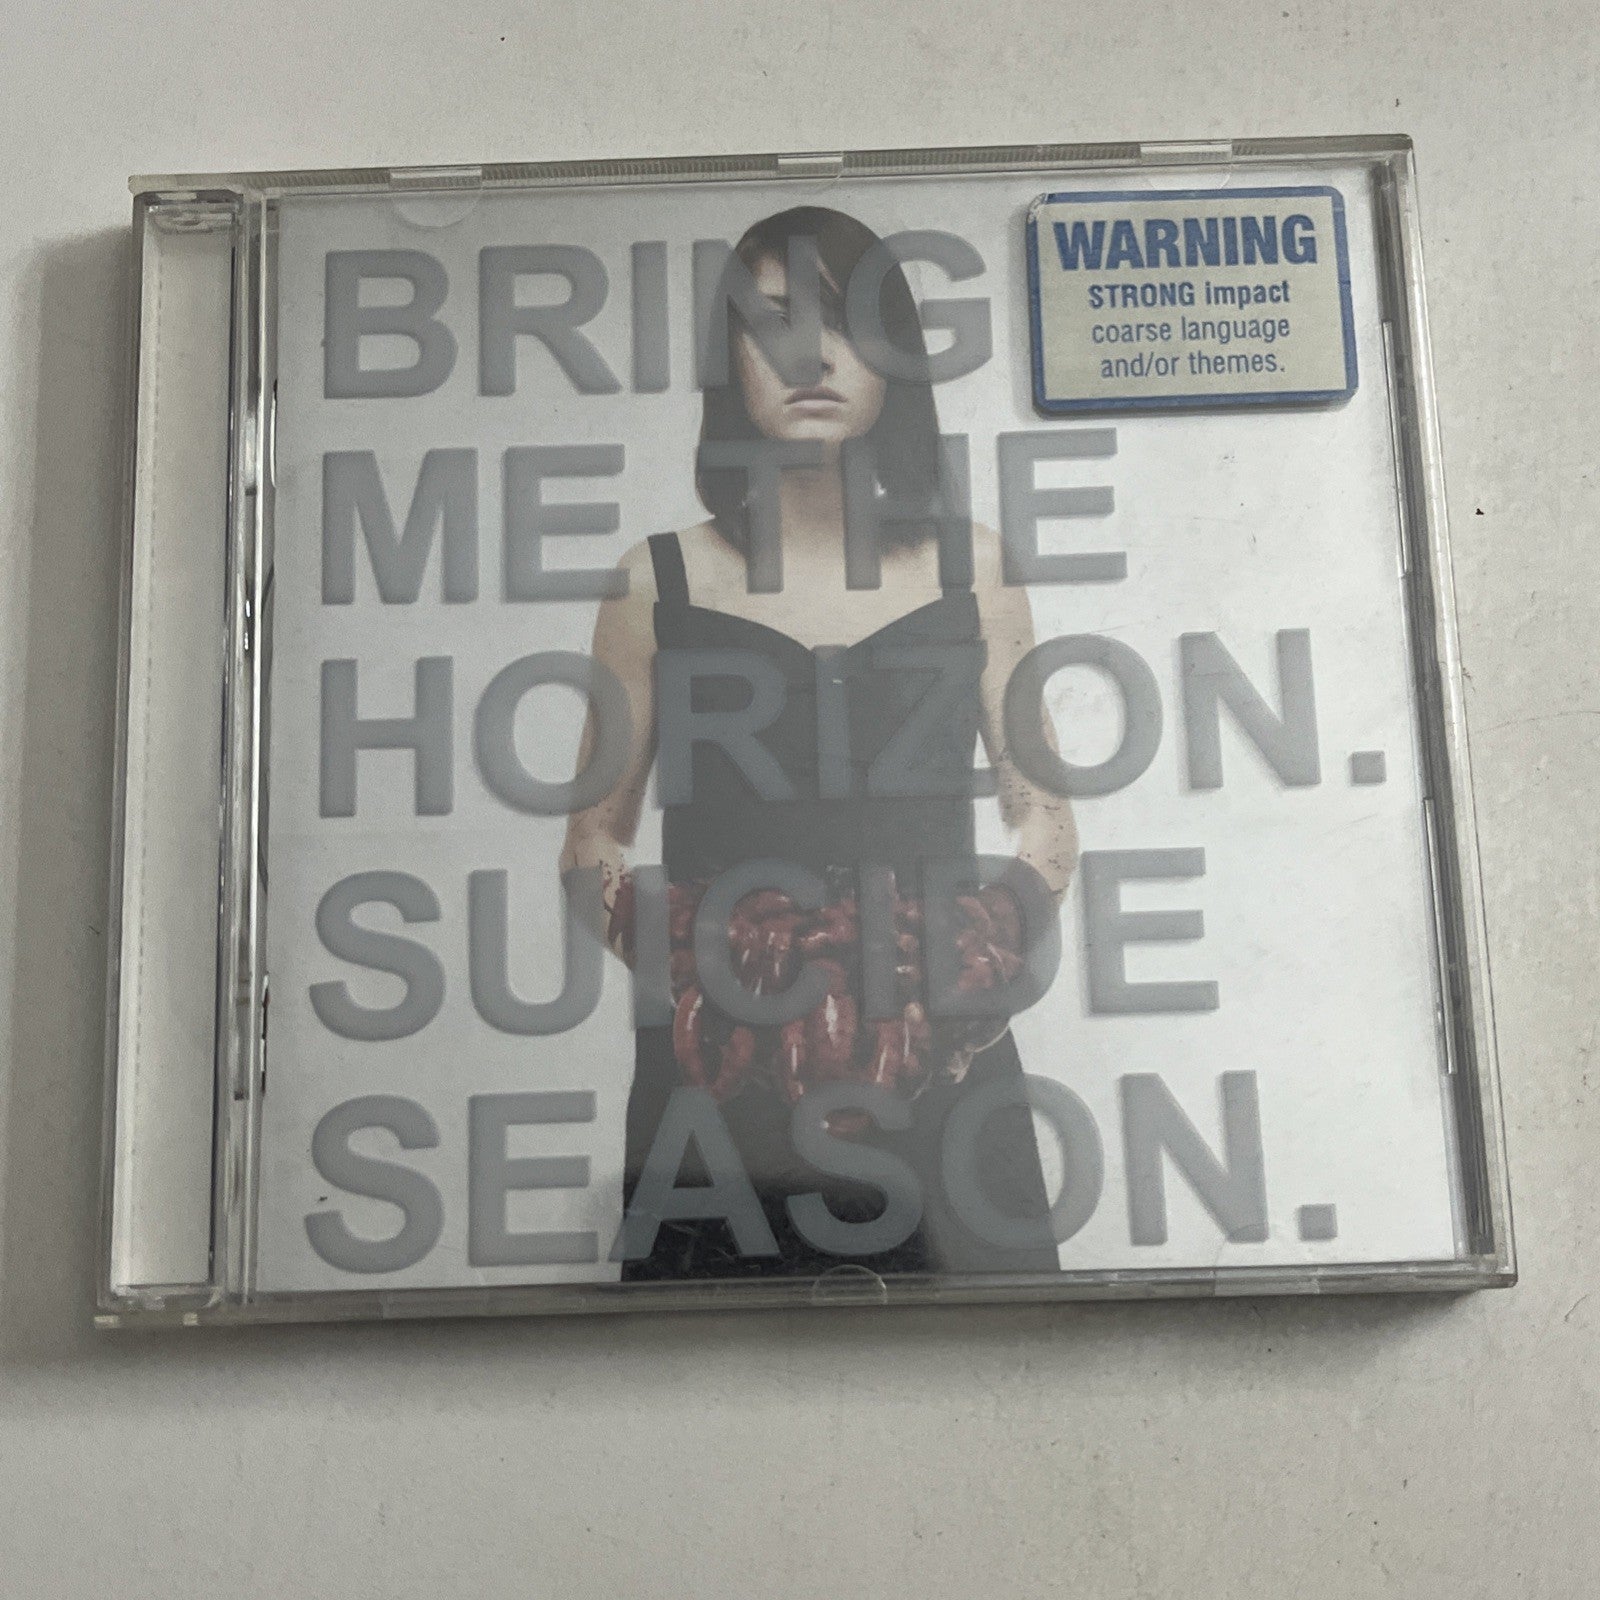 BRING
ME THE
HORIZON.
SUICIDE
SEASON.
WARNING
STRONG impact
coarse language
and/or themes.